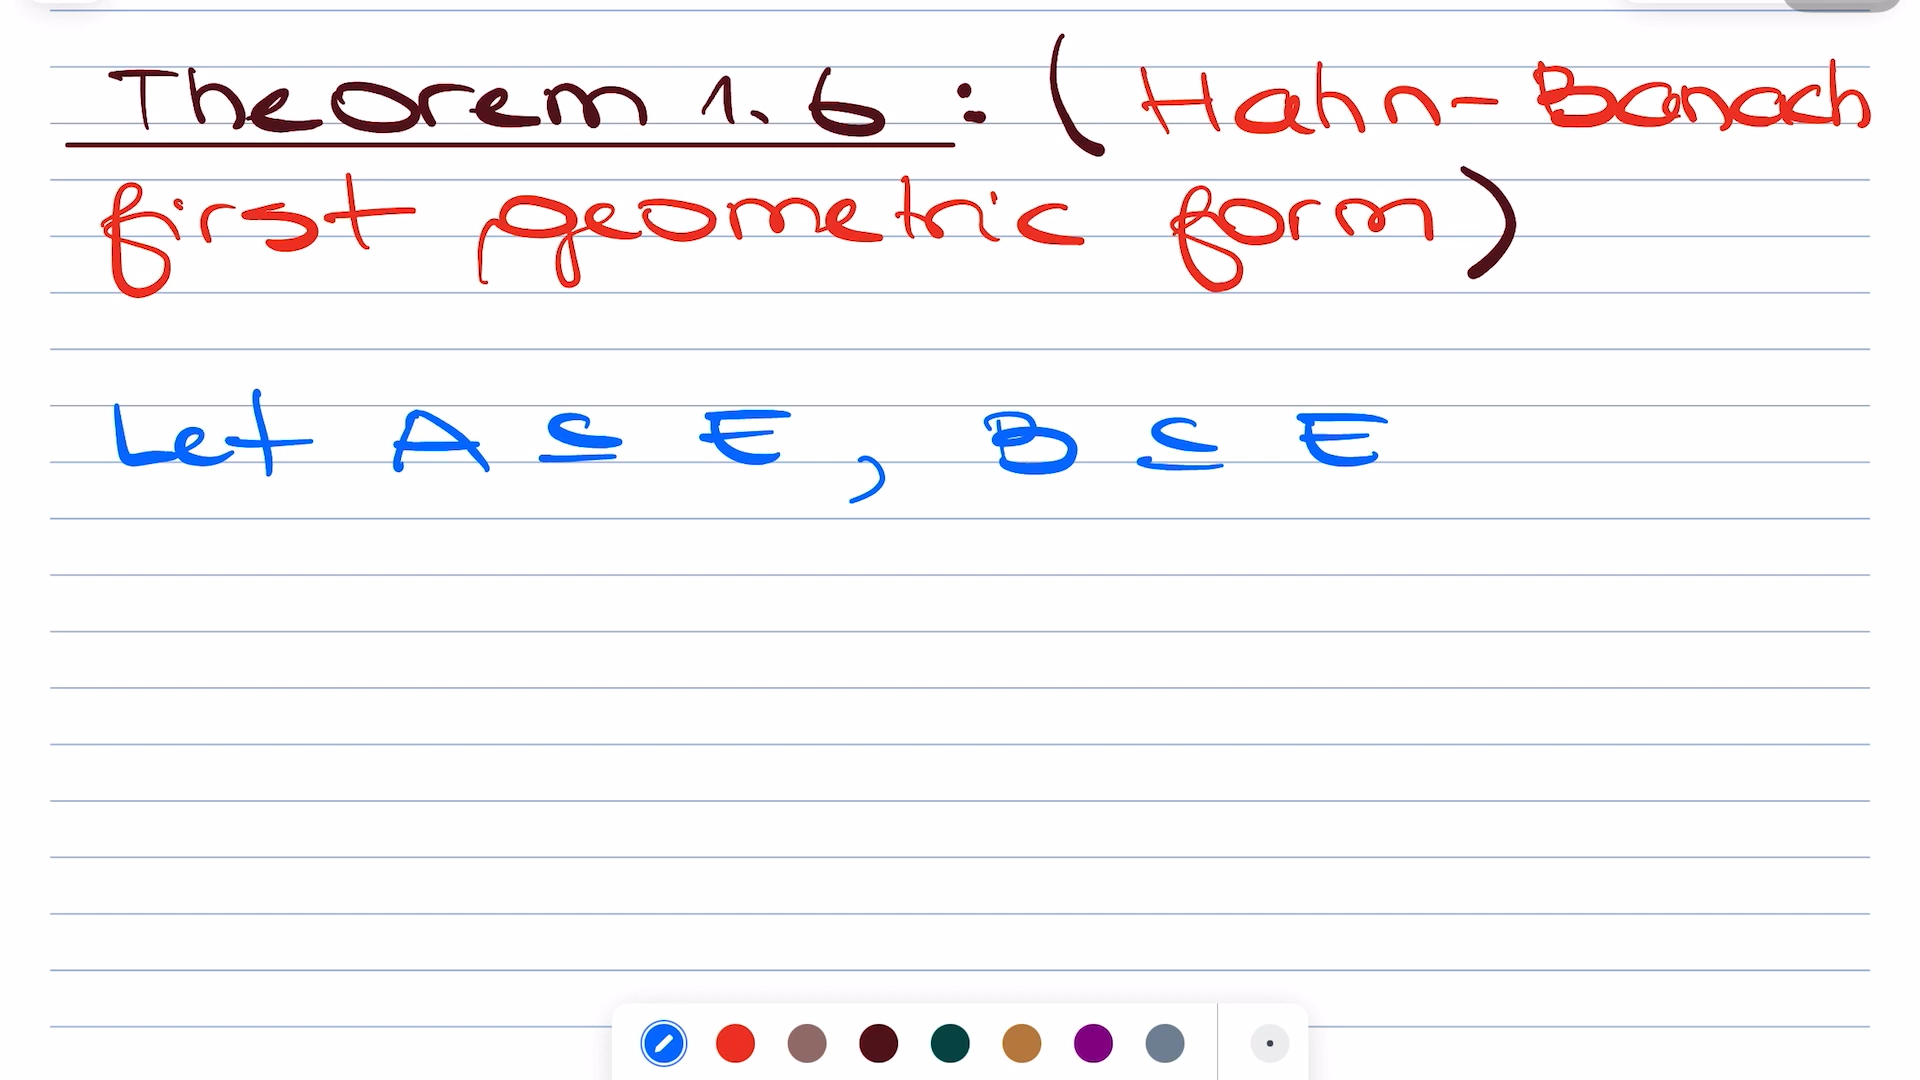 Theorem 1.6 : ( Hahn-Banach
first geometric form )
Let A ⊆ E , B ⊆ E